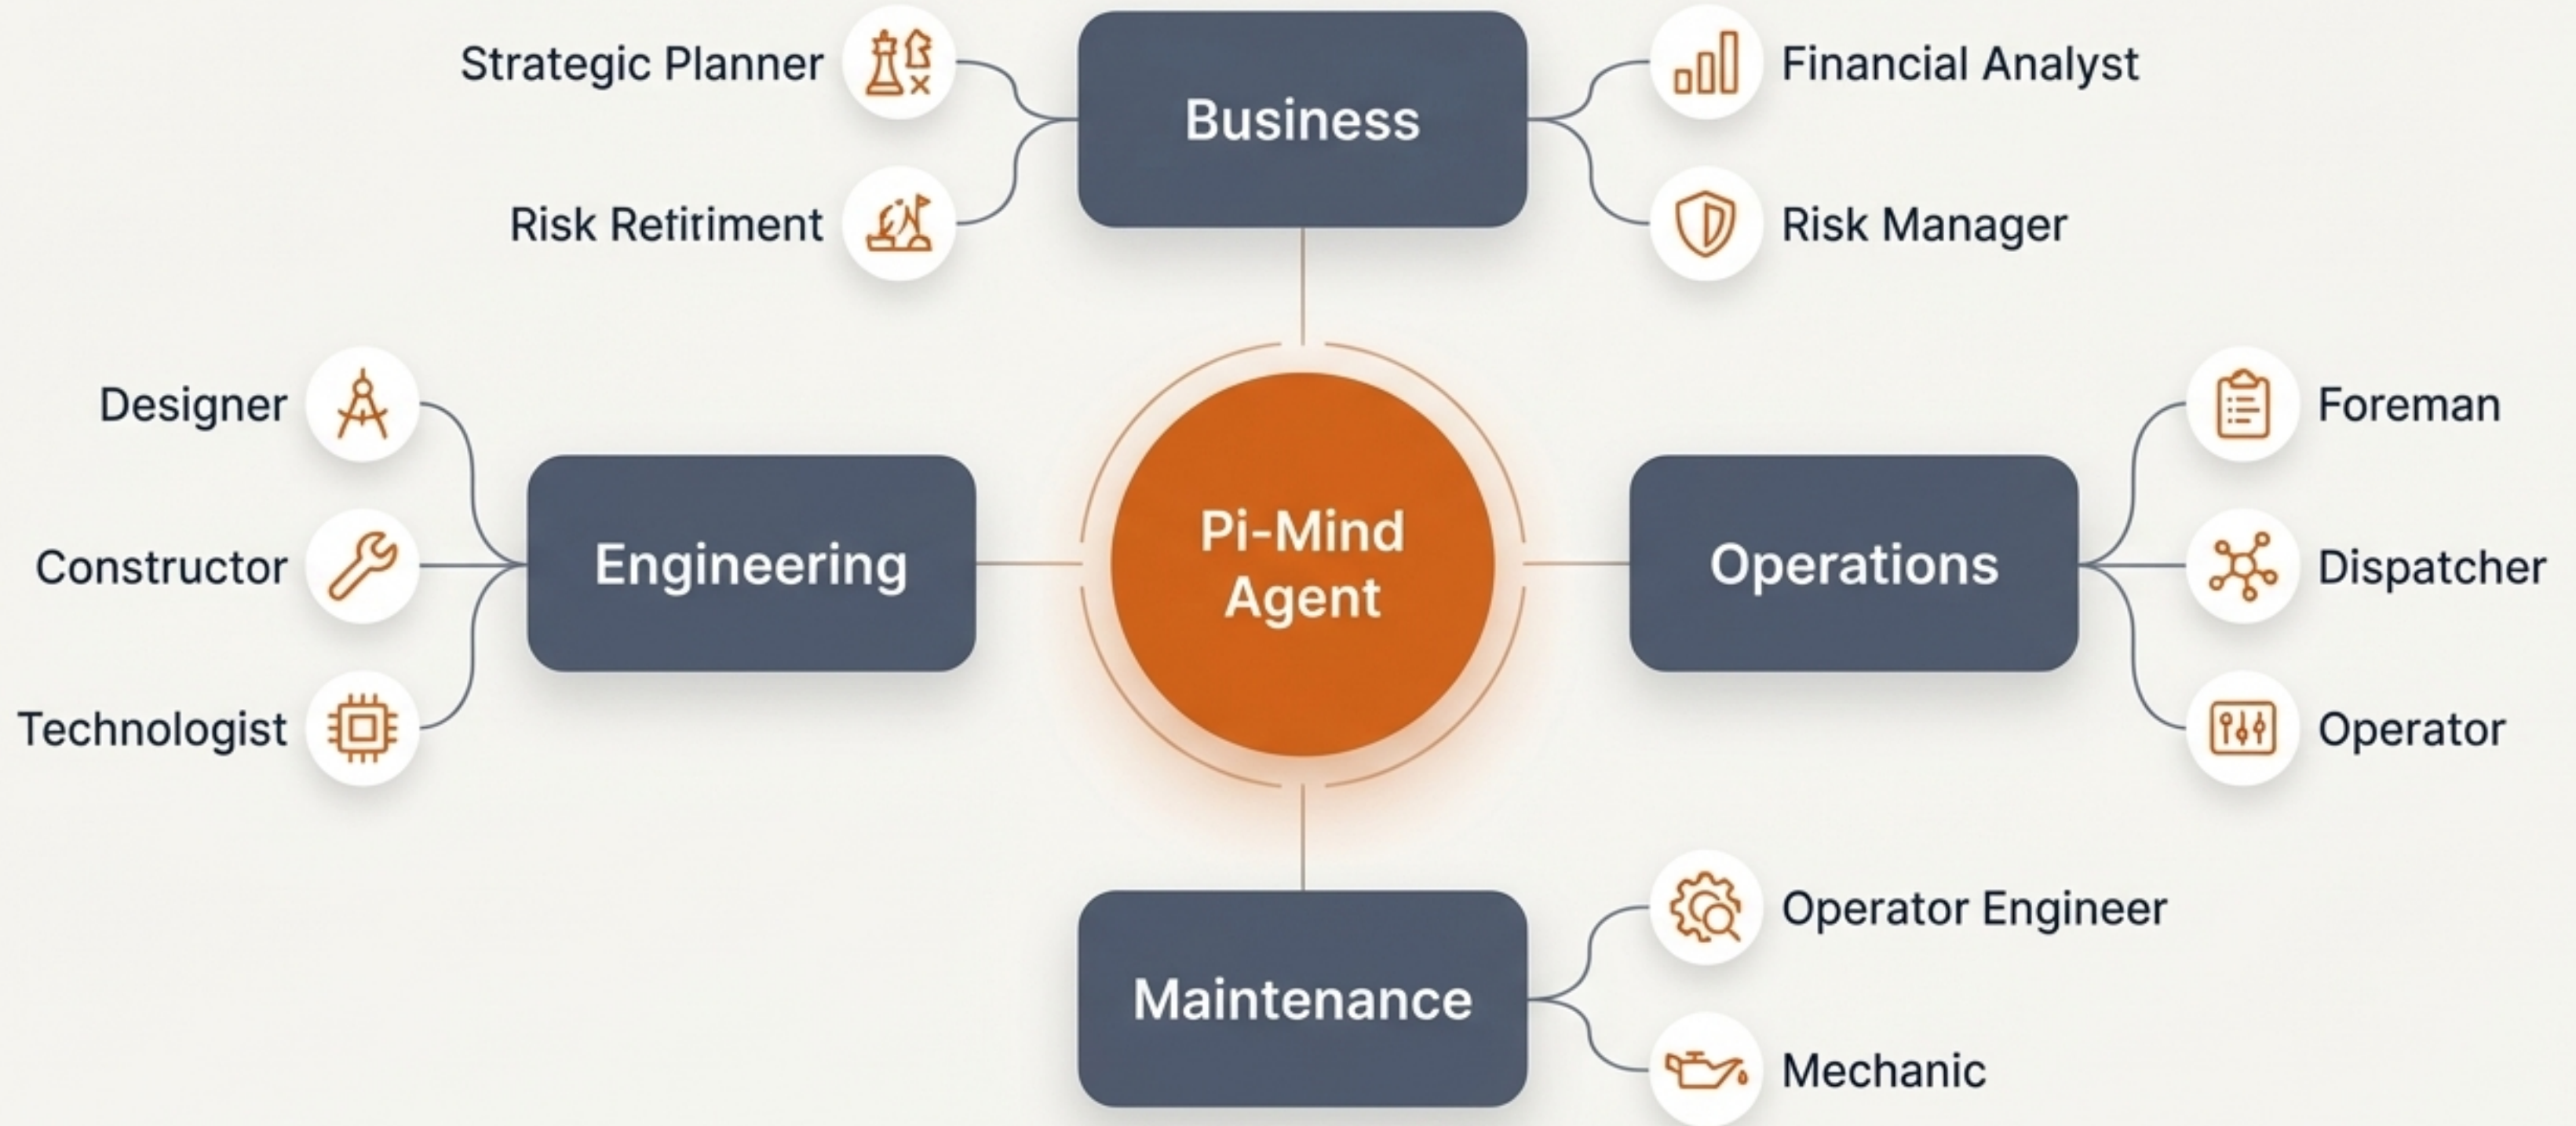 Strategic Planner
Risk Retitiment
Business
Financial Analyst
Risk Manager
Designer
Constructor
Technologist
Engineering
Pi-Mind
Agent
Operations
Foreman
Dispatcher
Operator
Maintenance
Operator Engineer
Mechanic